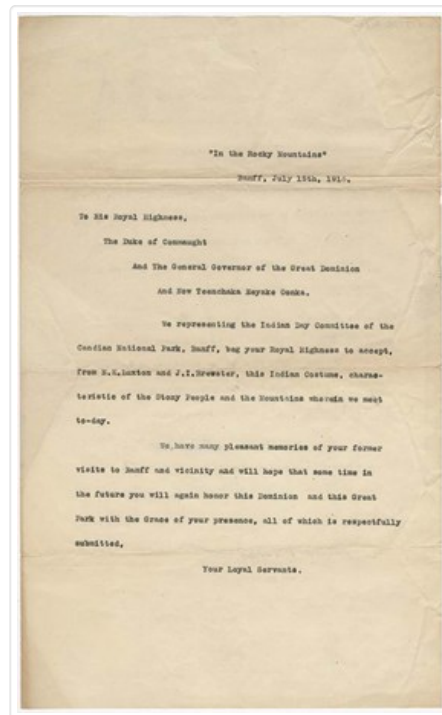 "In the Rocky Mountains"
Banff, July 15th, 1916.
To His Royal Highness,
The Duke of Connaught
And The General Governor of the Great Dominion
And Now Teenchaka Neyake Oonka.
We representing the Indian Day Committee of the
Candian National Park, Banff, beg your Royal Highness to accept,
from N.K.Luxton and J.I.Brewster, this Indian Costume, charac-
teristic of the Stony People and the Mountains wherein we meet
to-day.
We,have many pleasant memories of your former
visits to Banff and vicinity and will hope that some time in
the future you will again honor this Dominion and this Great
Park with the Grace of your presence, all of which is respectfully
submitted,
Your Loyal Servants.